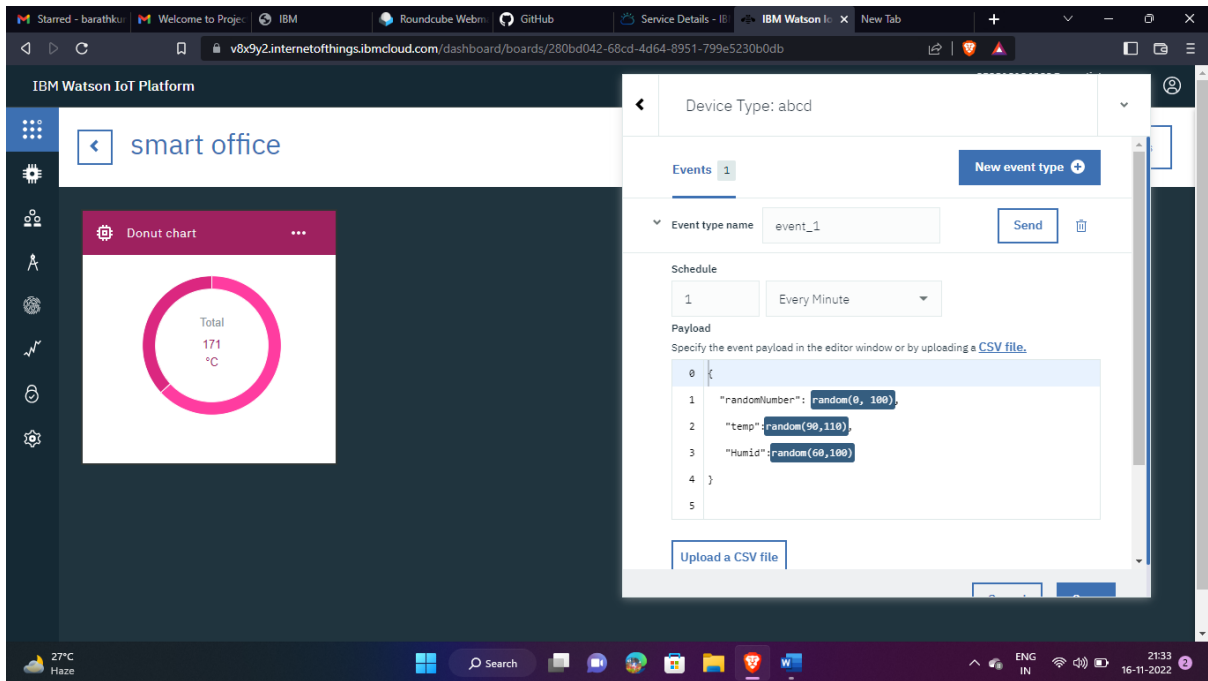 Starred - barathkur
Welcome to Projec
IBM
Roundcube Webma
GitHub
Service Details - IB
IBM Watson Io
New Tab
v8x9y2.internetofthings.ibmcloud.com/dashboard/boards/280bd042-68cd-4d64-8951-799e5230b0db
IBM Watson IoT Platform
smart office
Donut chart
Total
171
°C
Device Type: abcd
Events 1
New event type
Event type name
event_1
Send
Schedule
1
Every Minute
Payload
Specify the event payload in the editor window or by uploading a CSV file.
0 {
1 "randomNumber": random(0, 100),
2 "temp":random(90,110),
3 "Humid":random(60,100)
4 }
5
Upload a CSV file
27°C
Haze
Search
ENG
IN
21:33
16-11-2022
2